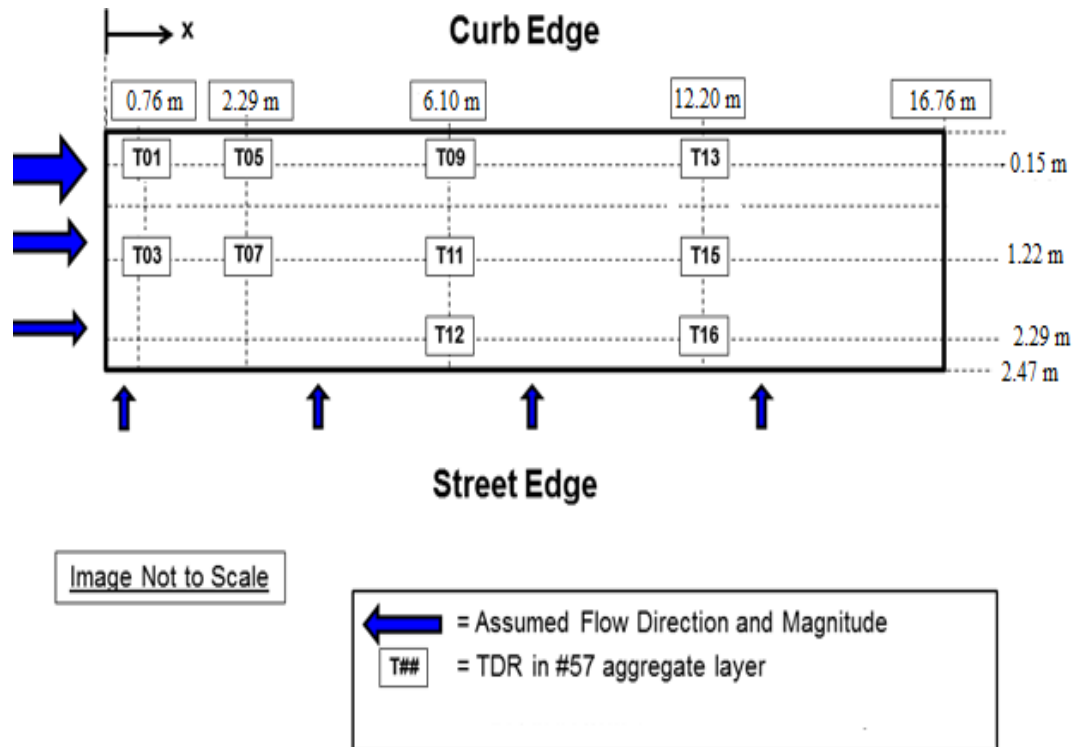 x
Curb Edge
0.76 m 2.29 m 6.10 m 12.20 m 16.76 m
T01 T05 T09 T13 0.15 m
T03 T07 T11 T15 1.22 m
T12 T16 2.29 m
2.47 m
Street Edge
Image Not to Scale
= Assumed Flow Direction and Magnitude
T## = TDR in #57 aggregate layer